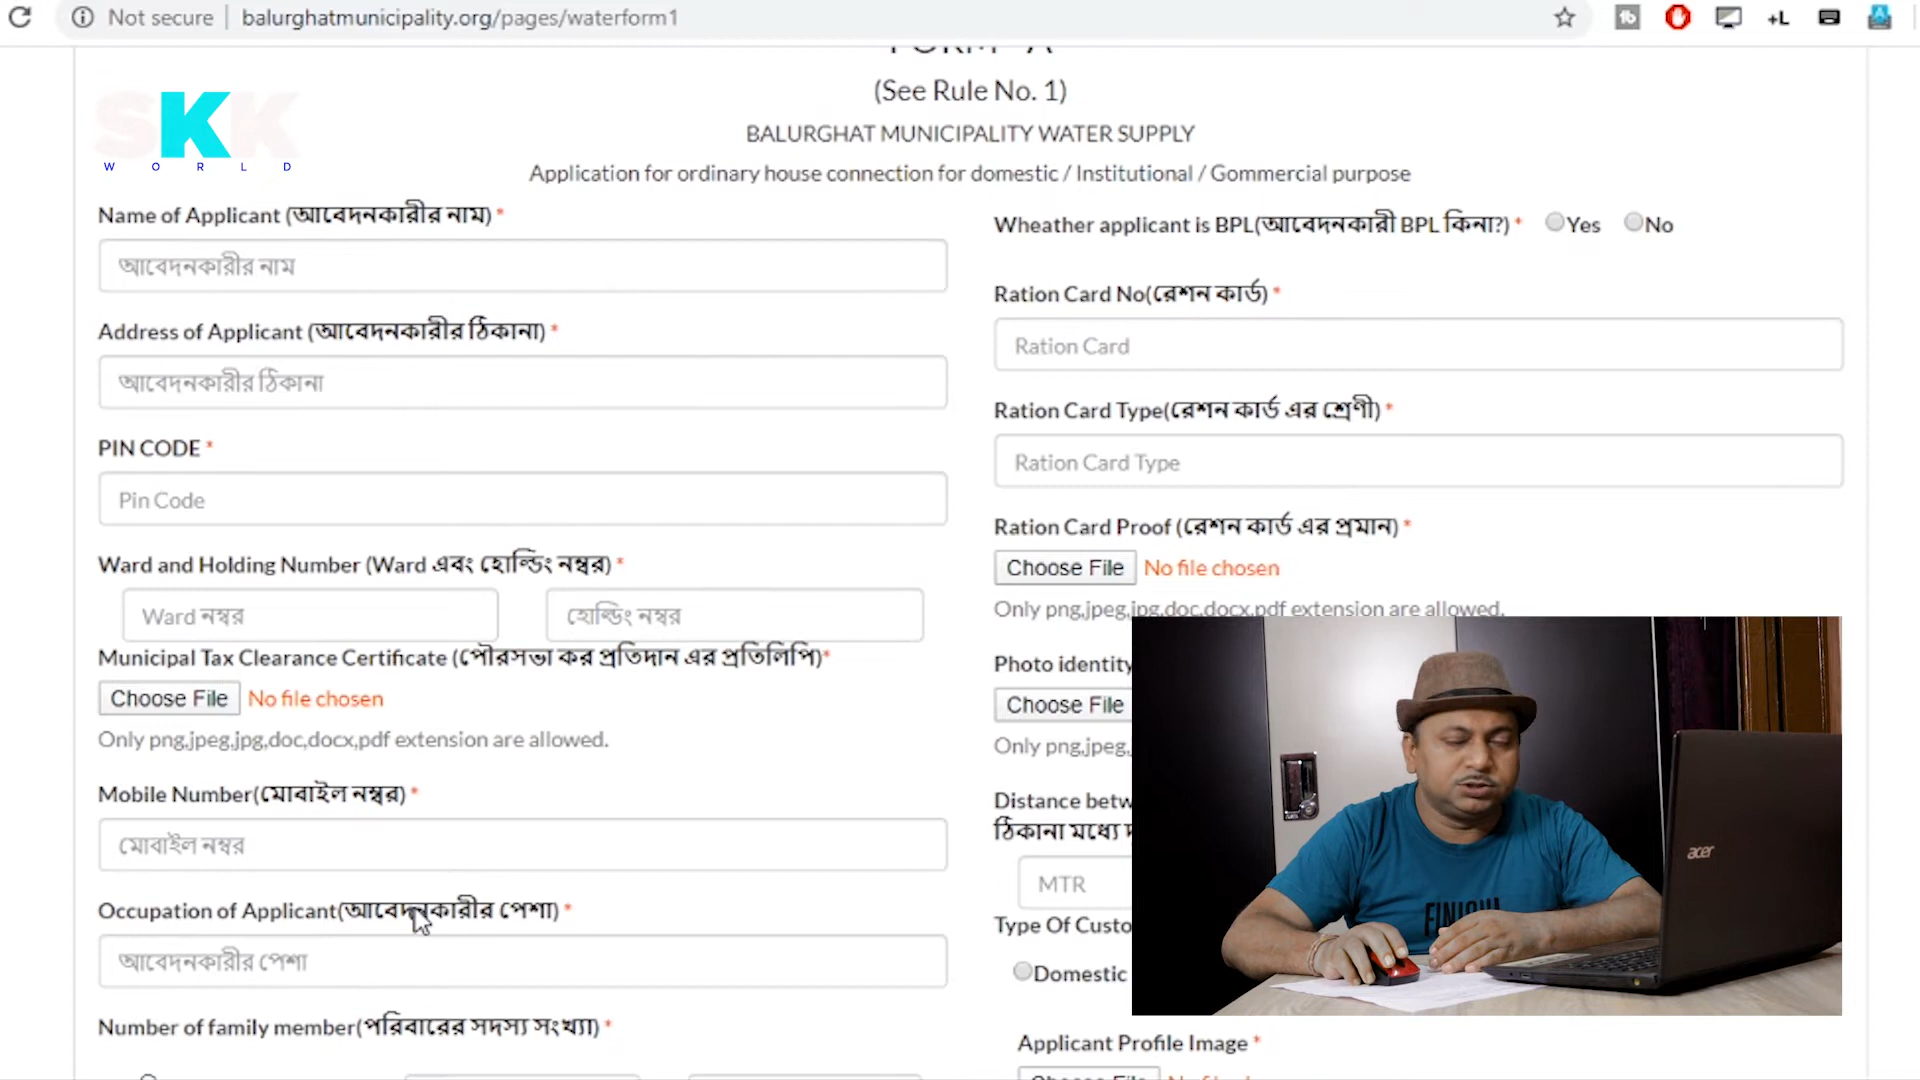 Not secure
balurghatmunicipality.org/pages/waterform1
FORM - A
(See Rule No. 1)
BALURGHAT MUNICIPALITY WATER SUPPLY
Application for ordinary house connection for domestic / Institutional / Gommercial purpose
SKK
WORLD
Name of Applicant (আবেদনকারীর নাম) *
আবেদনকারীর নাম
Address of Applicant (আবেদনকারীর ঠিকানা) *
আবেদনকারীর ঠিকানা
PIN CODE *
Pin Code
Ward and Holding Number (Ward এবং হোল্ডিং নম্বর) *
Ward নম্বর
হোল্ডিং নম্বর
Municipal Tax Clearance Certificate (পৌরসভা কর প্রতিদান এর প্রতিলিপি)*
Choose File No file chosen
Only png,jpeg,jpg,doc,docx,pdf extension are allowed.
Mobile Number(মোবাইল নম্বর) *
মোবাইল নম্বর
Occupation of Applicant(আবেদনকারীর পেশা) *
আবেদনকারীর পেশা
Number of family member(পরিবারের সদস্য সংখ্যা) *
Wheather applicant is BPL(আবেদনকারী BPL কিনা?) * Yes No
Ration Card No(রেশন কার্ড) *
Ration Card
Ration Card Type(রেশন কার্ড এর শ্রেণী) *
Ration Card Type
Ration Card Proof (রেশন কার্ড এর প্রমান) *
Choose File No file chosen
Only png,jpeg,jpg,doc,docx,pdf extension are allowed.
Photo identity
Choose File
Only png,jpeg,
Distance betw
ঠিকানা মধ্যে
MTR
Type Of Custo
Domestic
Applicant Profile Image *
Choose File
acer